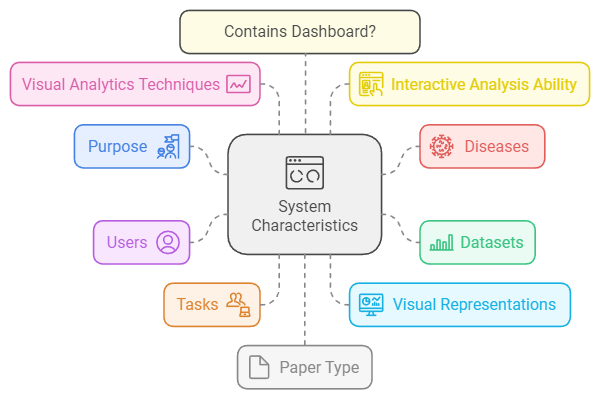 Contains Dashboard?
Visual Analytics Techniques
Interactive Analysis Ability
Purpose
Diseases
System
Characteristics
Users
Datasets
Tasks
Visual Representations
Paper Type